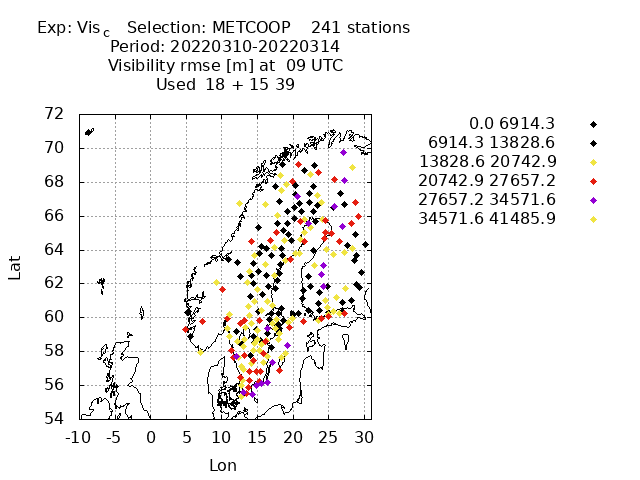 Exp: Vis c Selection: METCOOP 241 stations
Period: 20220310-20220314
Visibility rmse [m] at 09 UTC
Used 18 + 15 39
0.0 6914.3
6914.3 13828.6
13828.6 20742.9
20742.9 27657.2
27657.2 34571.6
34571.6 41485.9
72
70
68
66
64
62
60
58
56
54
Lat
-10 -5 0 5 10 15 20 25 30
Lon